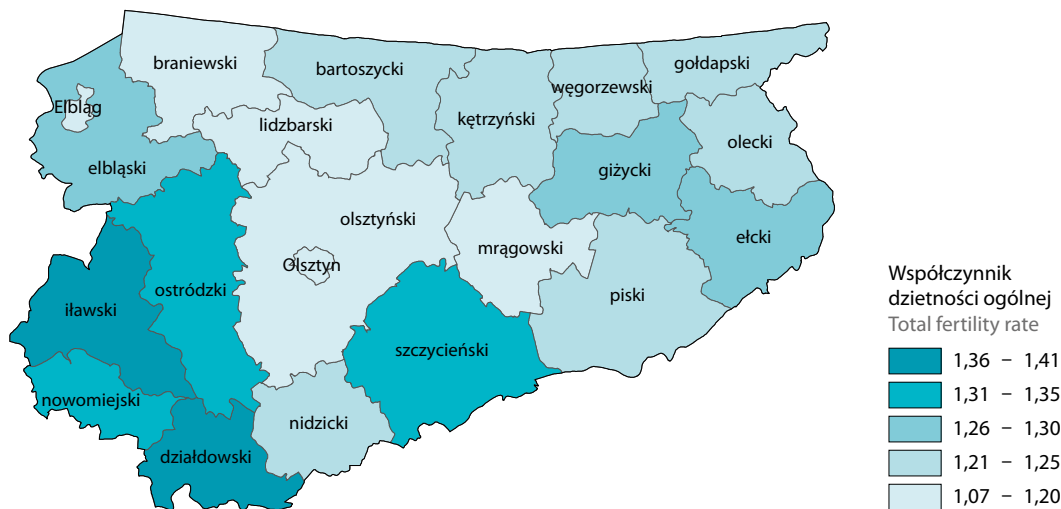 braniewski
bartoszycki
gołdapski
węgorzewski
Elbląg
lidzbarski
kętrzyński
olecki
elbląski
giżycki
olsztyński
ełcki
mrągowski
Olsztyn
ostródzki
piski
iławski
szczycieński
nowomiejski
nidzicki
działdowski
Współczynnik
dzietności ogólnej
Total fertility rate
1,36 – 1,41
1,31 – 1,35
1,26 – 1,30
1,21 – 1,25
1,07 – 1,20